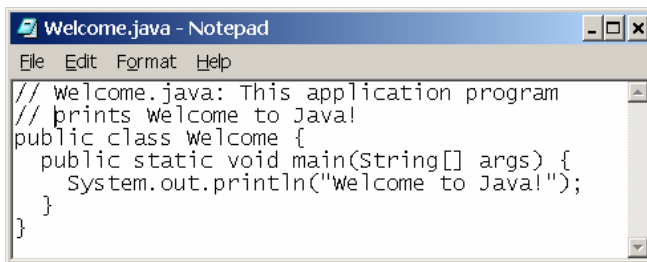 Welcome.java - Notepad
File Edit Format Help
// Welcome.java: This application program
// prints Welcome to Java!
public class Welcome {
  public static void main(String[] args) {
    System.out.println("Welcome to Java!");
  }
}